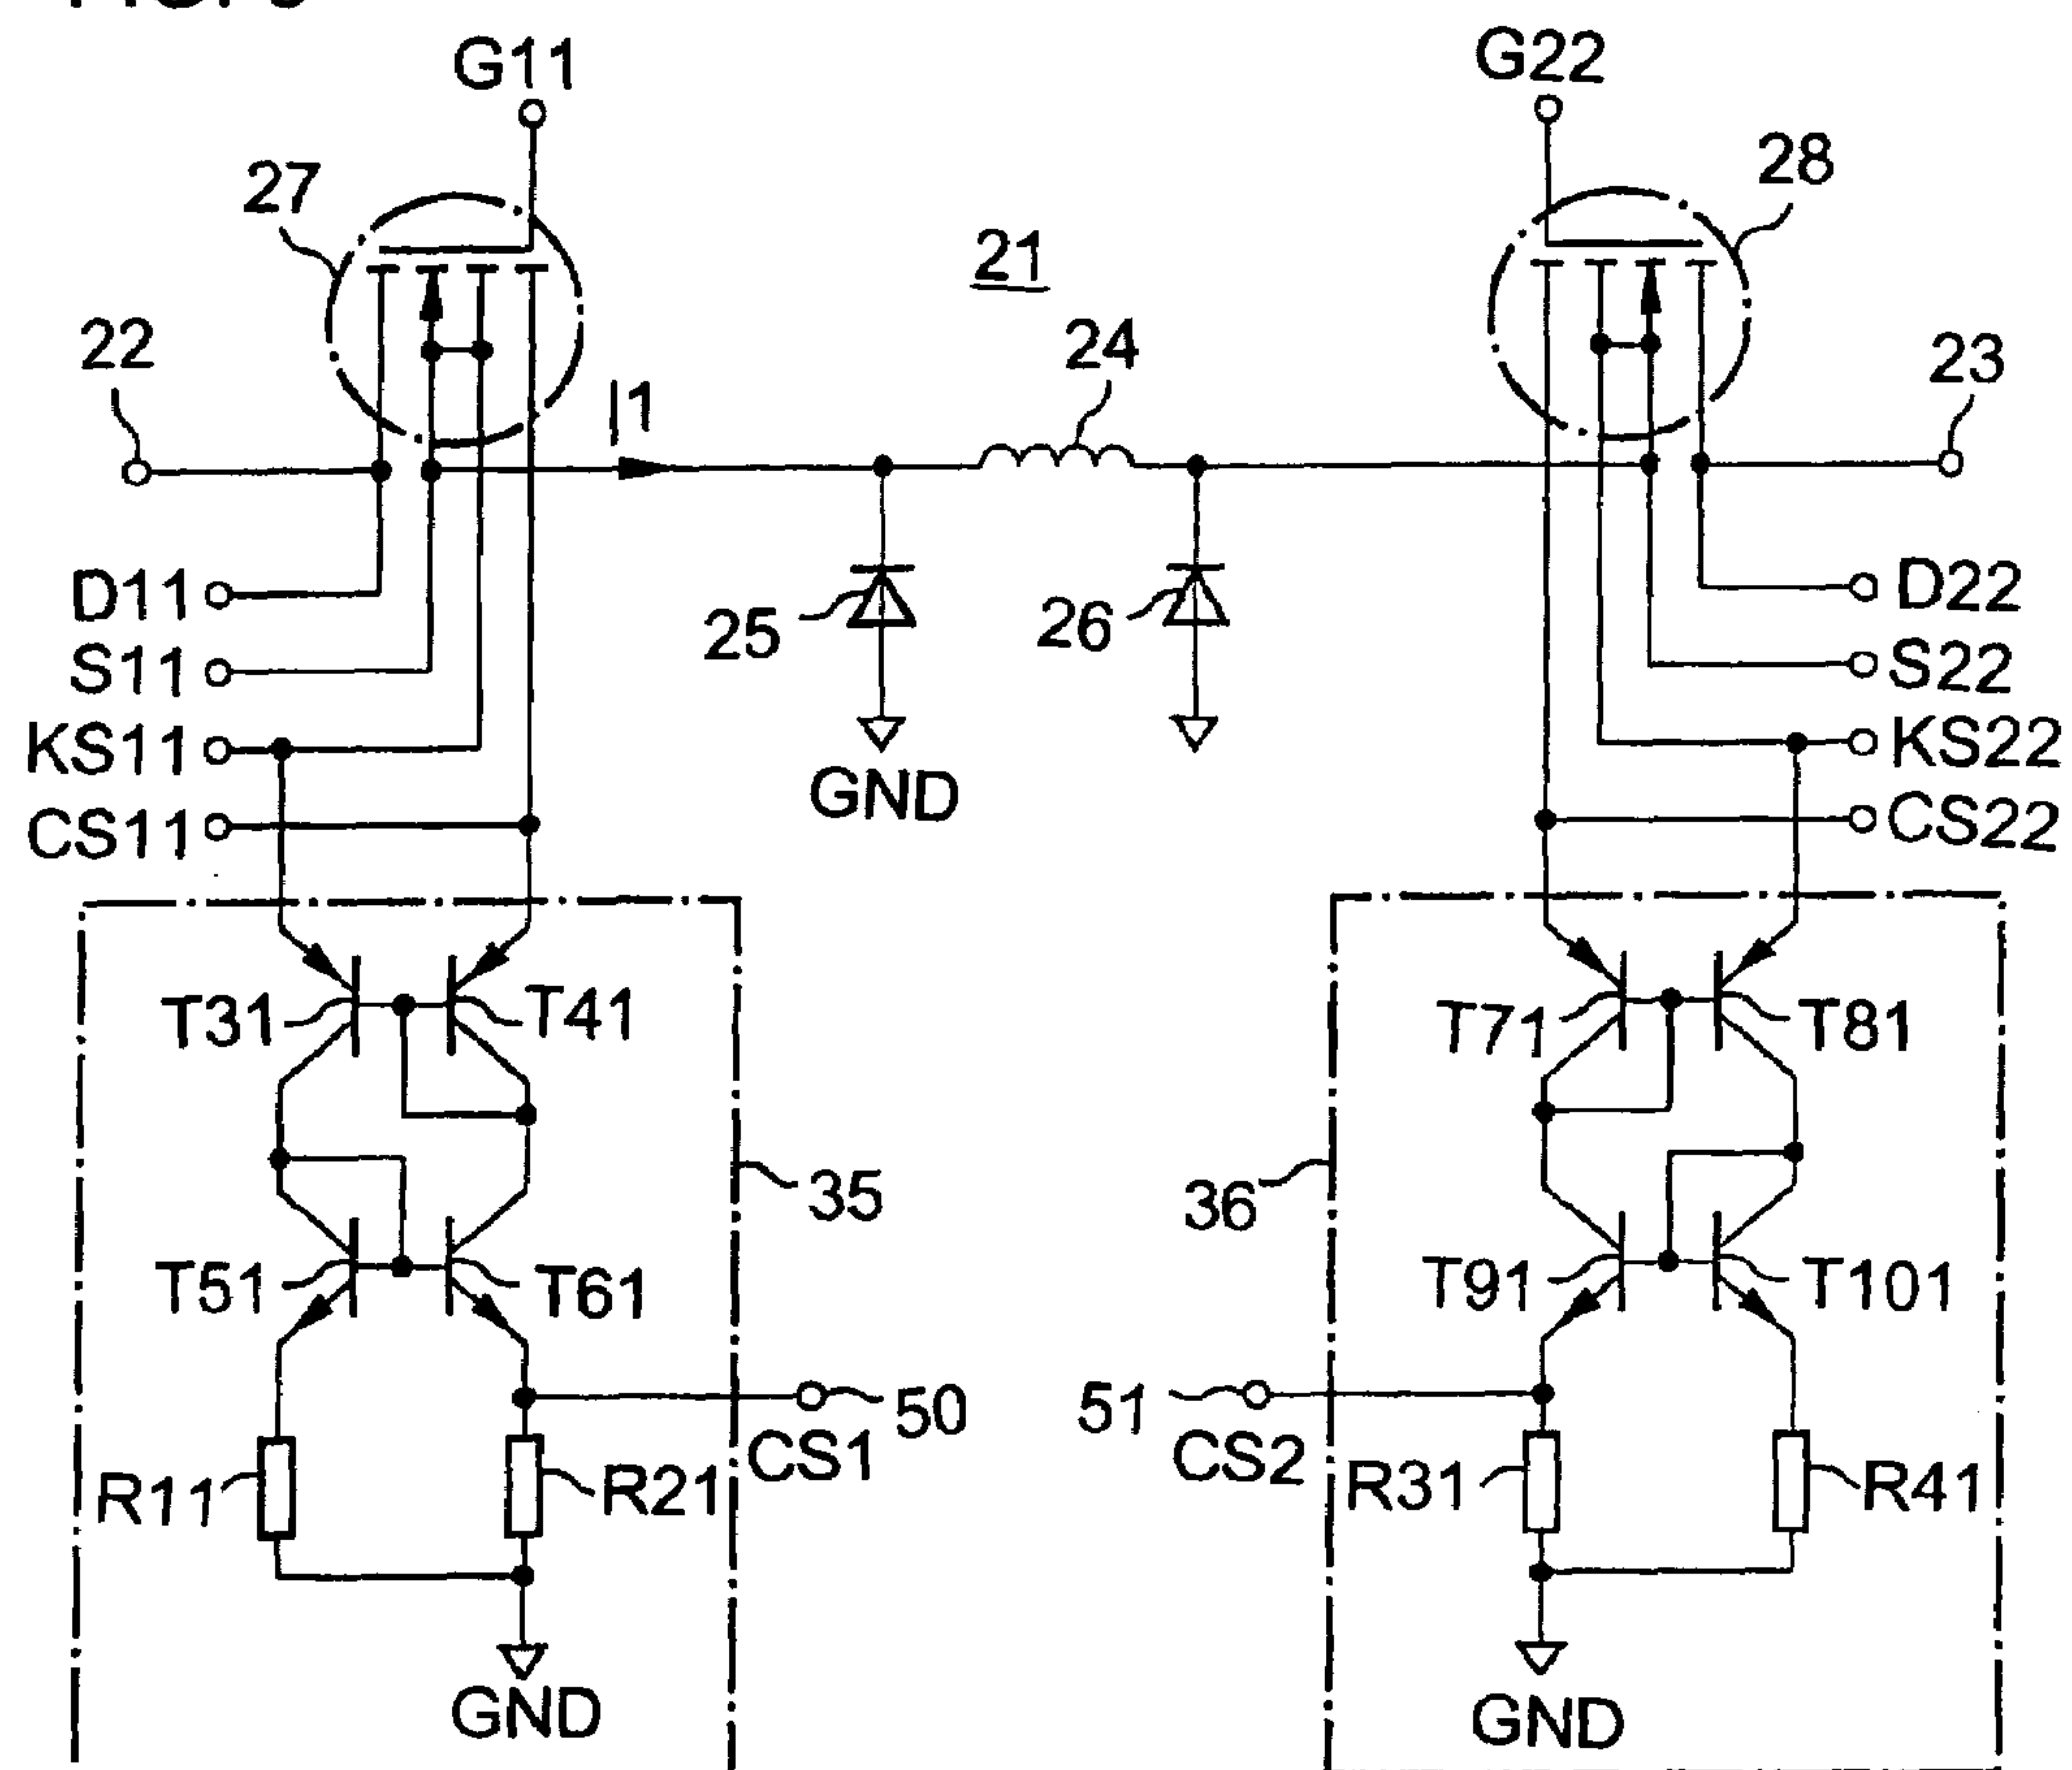 G11
G22
27
28
21
22
I1
24
23
D11
25
26
D22
S11
S22
KS11
GND
KS22
CS11
CS22
T31
T41
T71
T81
35
36
T51
T61
T91
T101
50
51
CS1
CS2
R11
R21
R31
R41
GND
GND